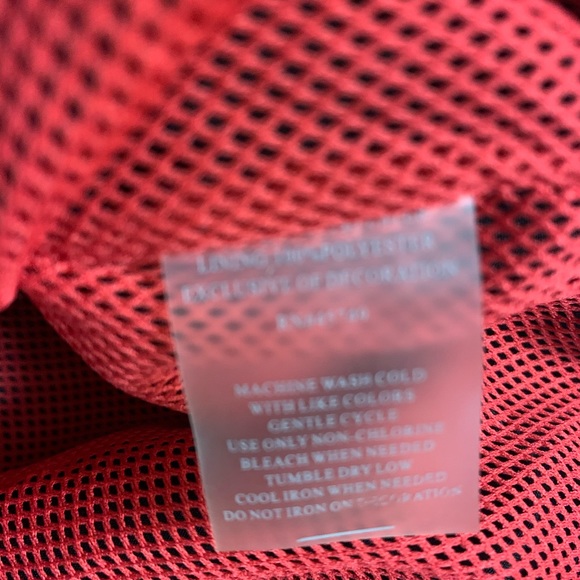 LINING 100%POLYESTER
EXCLUSIVE OF DECORATION
MACHINE WASH COLD
WITH LIKE COLORS
GENTLE CYCLE
USE ONLY NON-CHLORINE
BLEACH WHEN NEEDED
TUMBLE DRY LOW
COOL IRON WHEN NEEDED
DO NOT IRON ON DECORATION